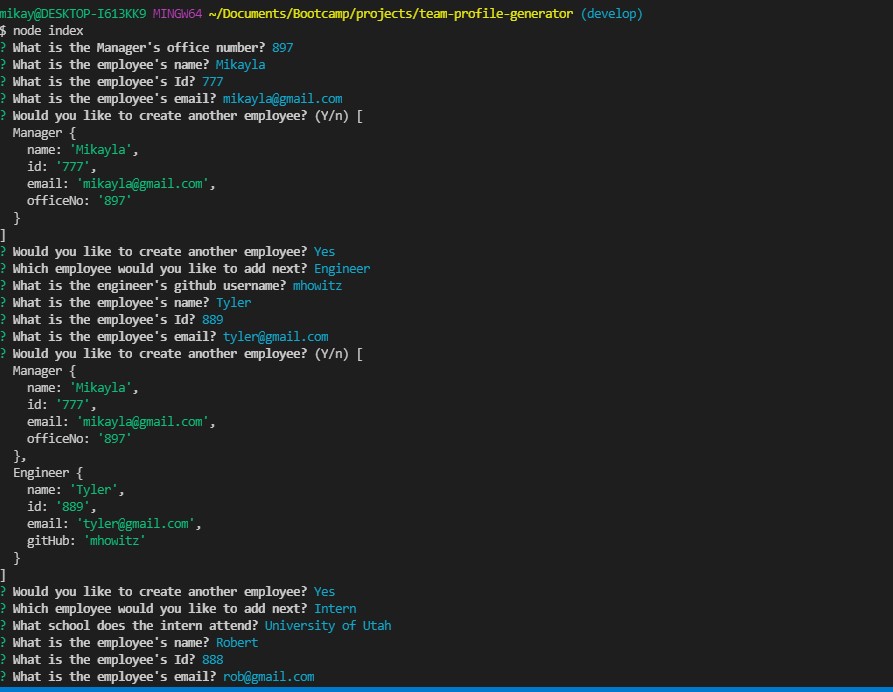 mikay@DESKTOP-I613KK9 MINGW64 ~/Documents/Bootcamp/projects/team-profile-generator (develop)
$ node index
? What is the Manager's office number? 897
? What is the employee's name? Mikayla
? What is the employee's Id? 777
? What is the employee's email? mikayla@gmail.com
? Would you like to create another employee? (Y/n) [
  Manager {
    name: 'Mikayla',
    id: '777',
    email: 'mikayla@gmail.com',
    officeNo: '897'
  }
]
? Would you like to create another employee? Yes
? Which employee would you like to add next? Engineer
? What is the engineer's github username? mhowitz
? What is the employee's name? Tyler
? What is the employee's Id? 889
? What is the employee's email? tyler@gmail.com
? Would you like to create another employee? (Y/n) [
  Manager {
    name: 'Mikayla',
    id: '777',
    email: 'mikayla@gmail.com',
    officeNo: '897'
  },
  Engineer {
    name: 'Tyler',
    id: '889',
    email: 'tyler@gmail.com',
    gitHub: 'mhowitz'
  }
]
? Would you like to create another employee? Yes
? Which employee would you like to add next? Intern
? What school does the intern attend? University of Utah
? What is the employee's name? Robert
? What is the employee's Id? 888
? What is the employee's email? rob@gmail.com